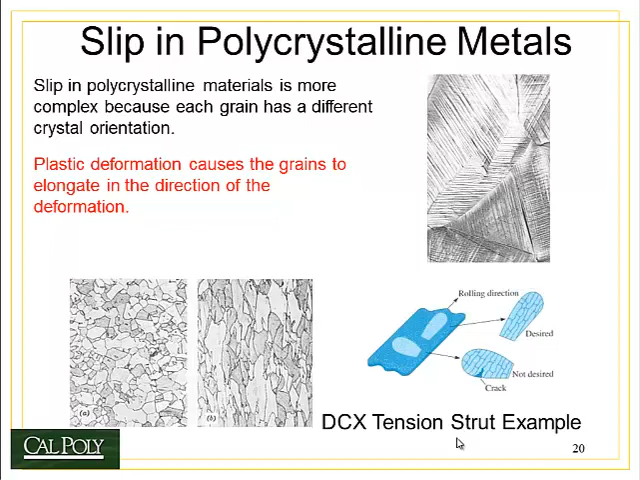 Slip in Polycrystalline Metals
Slip in polycrystalline materials is more
complex because each grain has a different
crystal orientation.
Plastic deformation causes the grains to
elongate in the direction of the
deformation.
Rolling direction
Desired
Not desired
Crack
(a)
(b)
DCX Tension Strut Example
CAL POLY
20